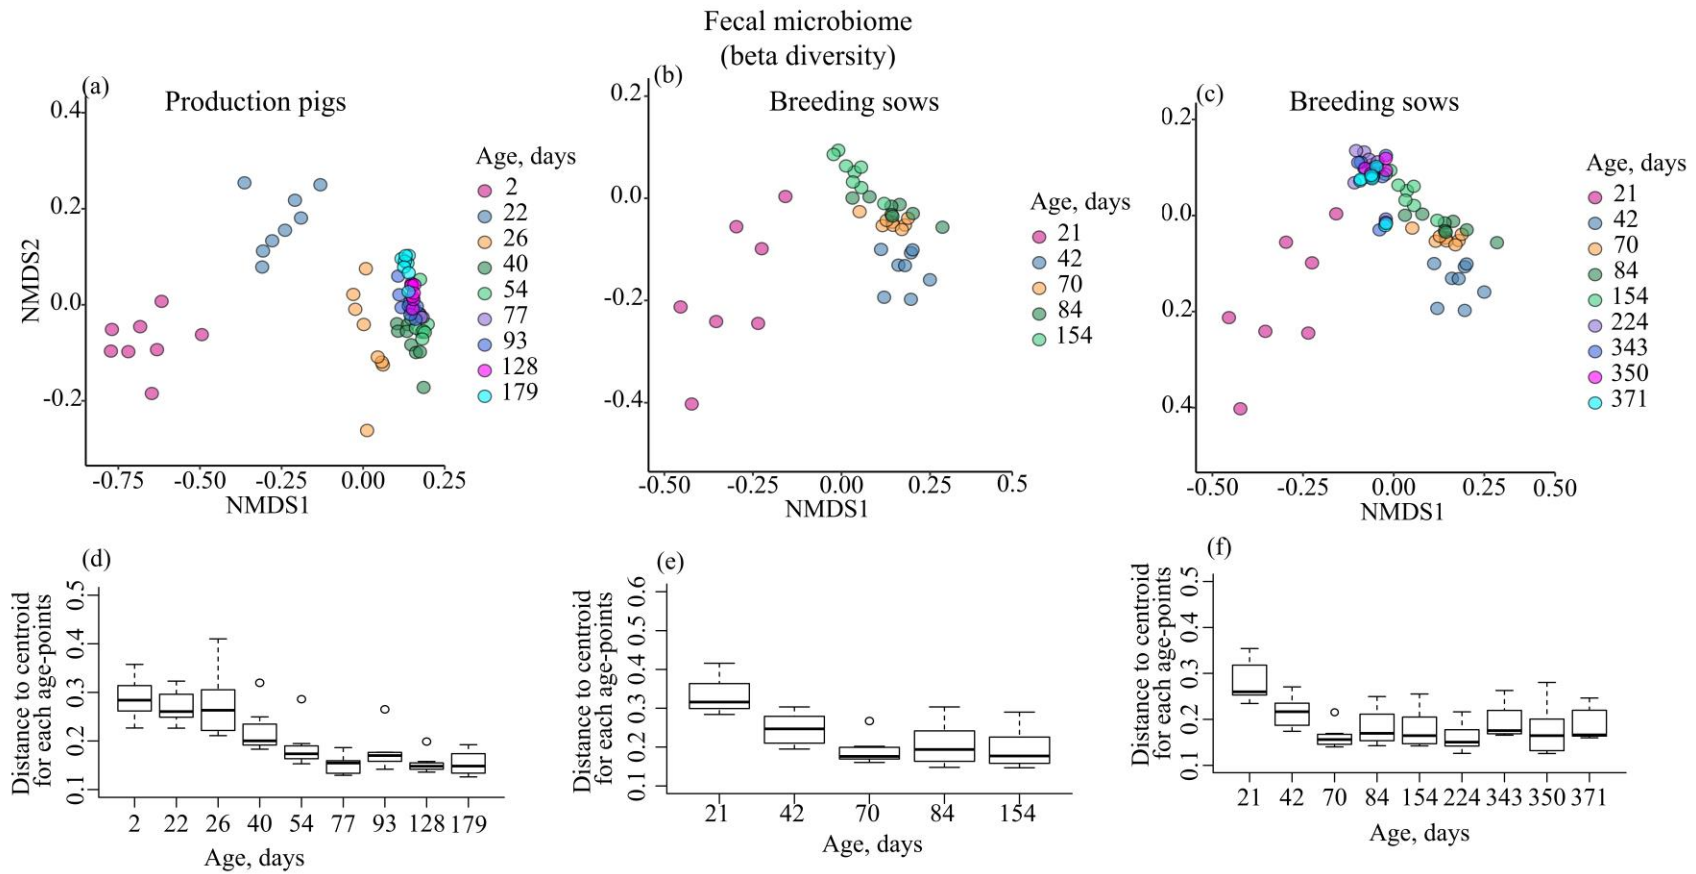 Fecal microbiome
(beta diversity)
(a)
Production pigs
0.4
0.2
0.0
-0.2
NMDS2
-0.75 -0.50 -0.25 0.00 0.25
NMDS1
Age, days
2
22
26
40
54
77
93
128
179
(b)
Breeding sows
0.2
0.0
-0.2
-0.4
-0.50 -0.25 0.00 0.25 0.5
NMDS1
Age, days
21
42
70
84
154
(c)
Breeding sows
0.2
0.0
0.2
0.4
-0.50 -0.25 0.00 0.25 0.50
NMDS1
Age, days
21
42
70
84
154
224
343
350
371
(d)
Distance to centroid
for each age-points
0.5
0.4
0.3
0.2
0.1
2 22 26 40 54 77 93 128 179
Age, days
(e)
Distance to centroid
for each age-points
0.6
0.5
0.4
0.3
0.2
0.1
21 42 70 84 154
Age, days
(f)
Distance to centroid
for each age-points
0.5
0.4
0.3
0.2
0.1
21 42 70 84 154 224 343 350 371
Age, days